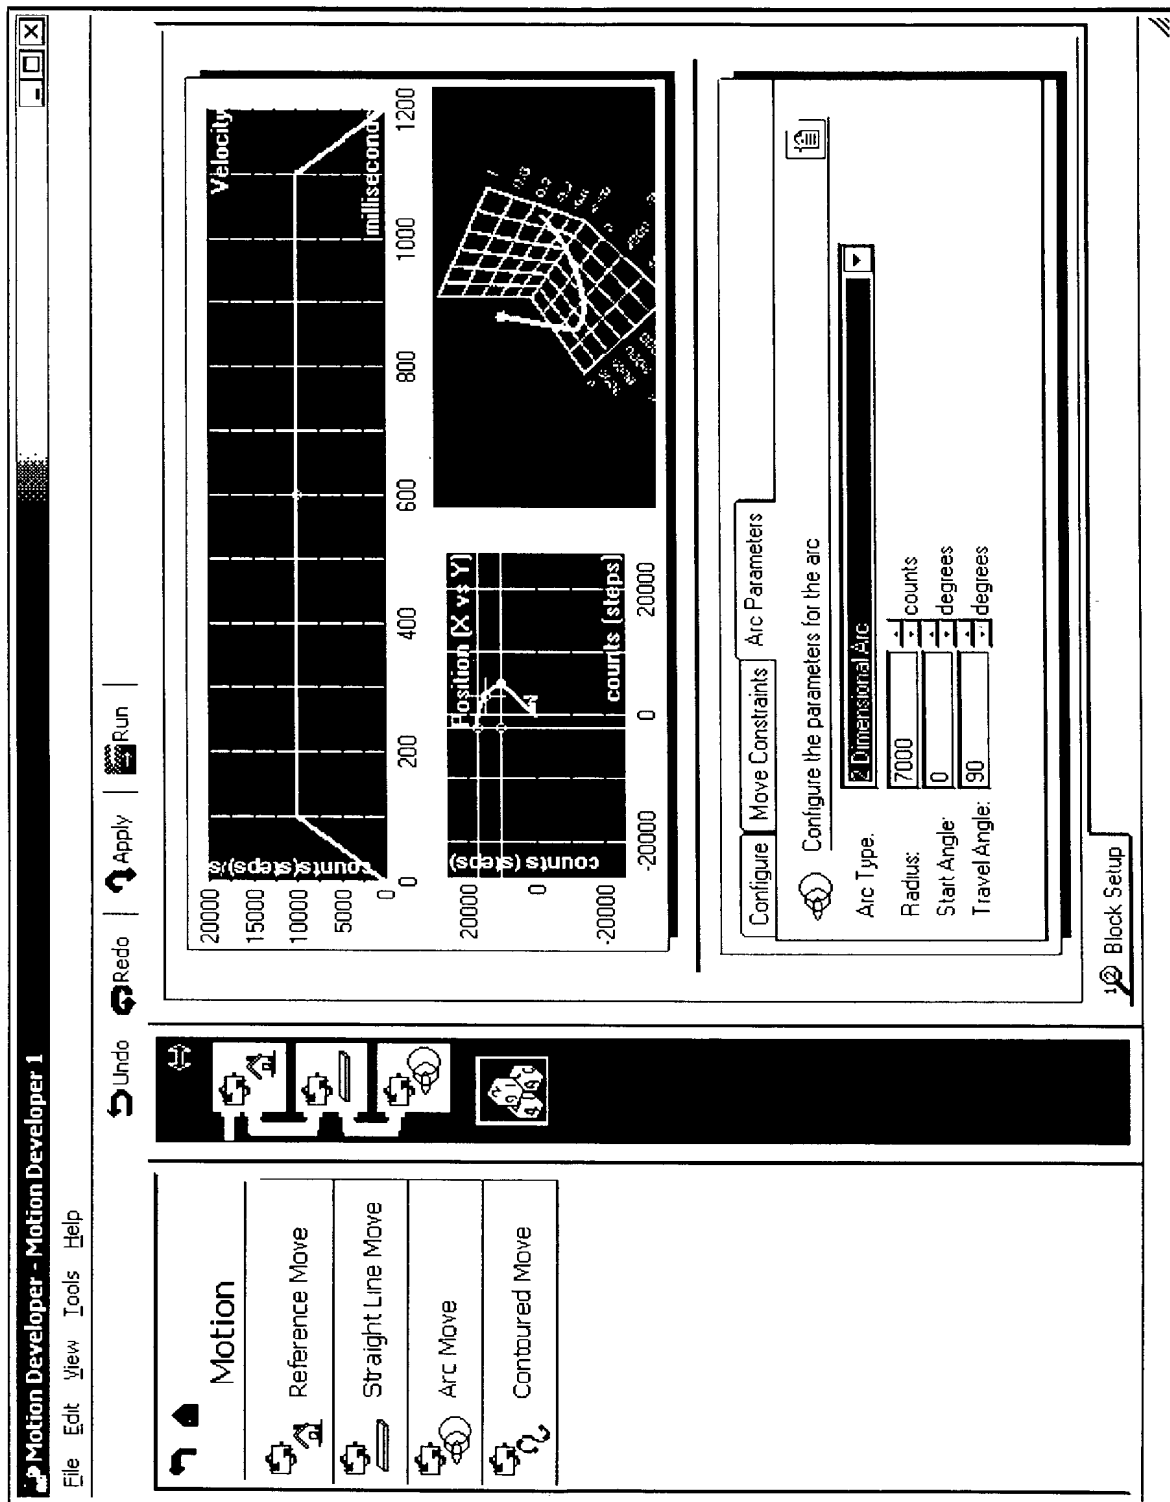 Motion Developer - Motion Developer 1
File Edit View Tools Help
Undo Redo Apply Run
Motion
Reference Move
Straight Line Move
Arc Move
Contoured Move
Velocity
20000
15000
10000
5000
0
counts(steps)/s
milliseconds
0 200 400 600 800 1000 1200
Position (X vs Y)
20000
0
-20000
counts (steps)
counts (steps)
-20000 0 20000
Configure Move Constraints Arc Parameters
Configure the parameters for the arc
Arc Type: 2 Dimensional Arc
Radius: 7000 counts
Start Angle: 0 degrees
Travel Angle: 90 degrees
Block Setup